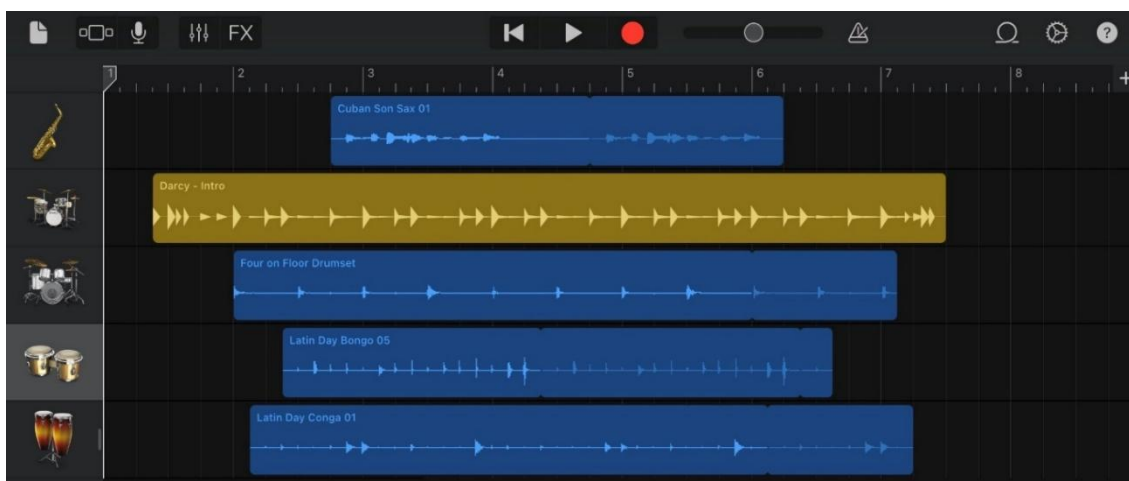 FX
?
1 2 3 4 5 6 7 8 +
Cuban Son Sax 01
Darcy - Intro
Four on Floor Drumset
Latin Day Bongo 05
Latin Day Conga 01